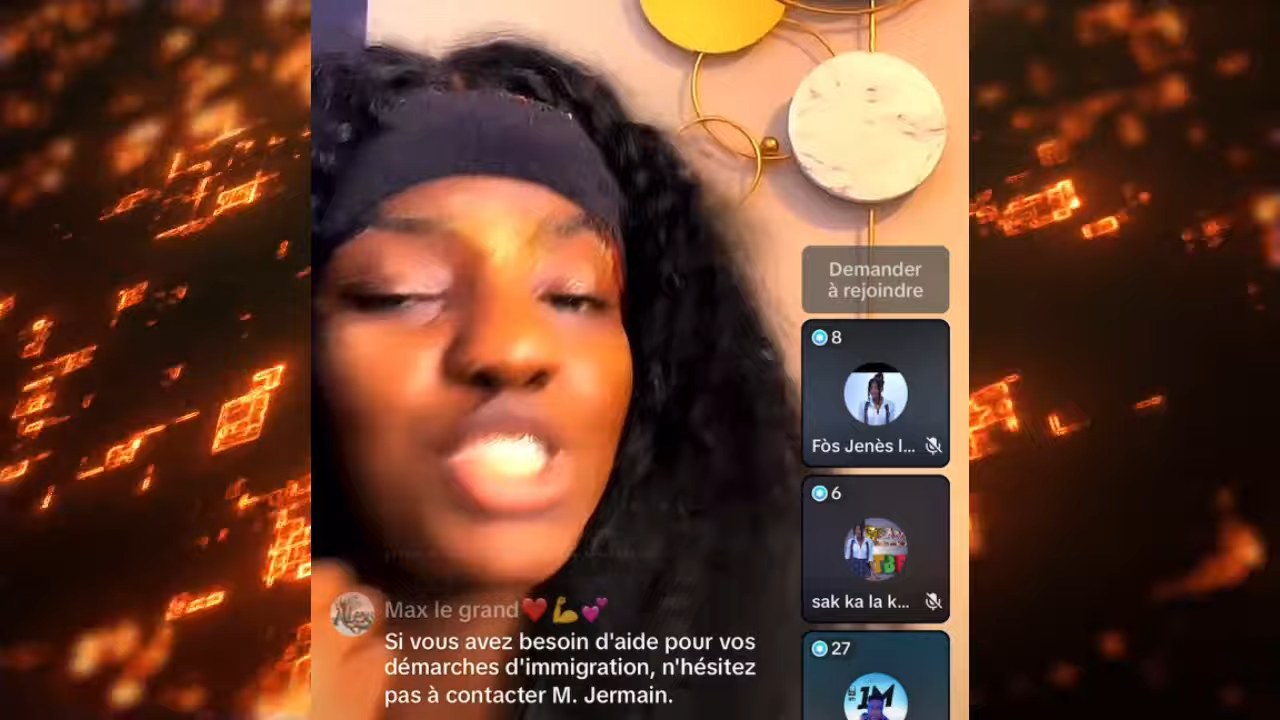 Demander
à rejoindre
8
Fòs Jenès l...
6
sak ka la k...
27
1M
Max le grand❤️💪💕
Si vous avez besoin d'aide pour vos
démarches d'immigration, n'hésitez
pas à contacter M. Jermain.